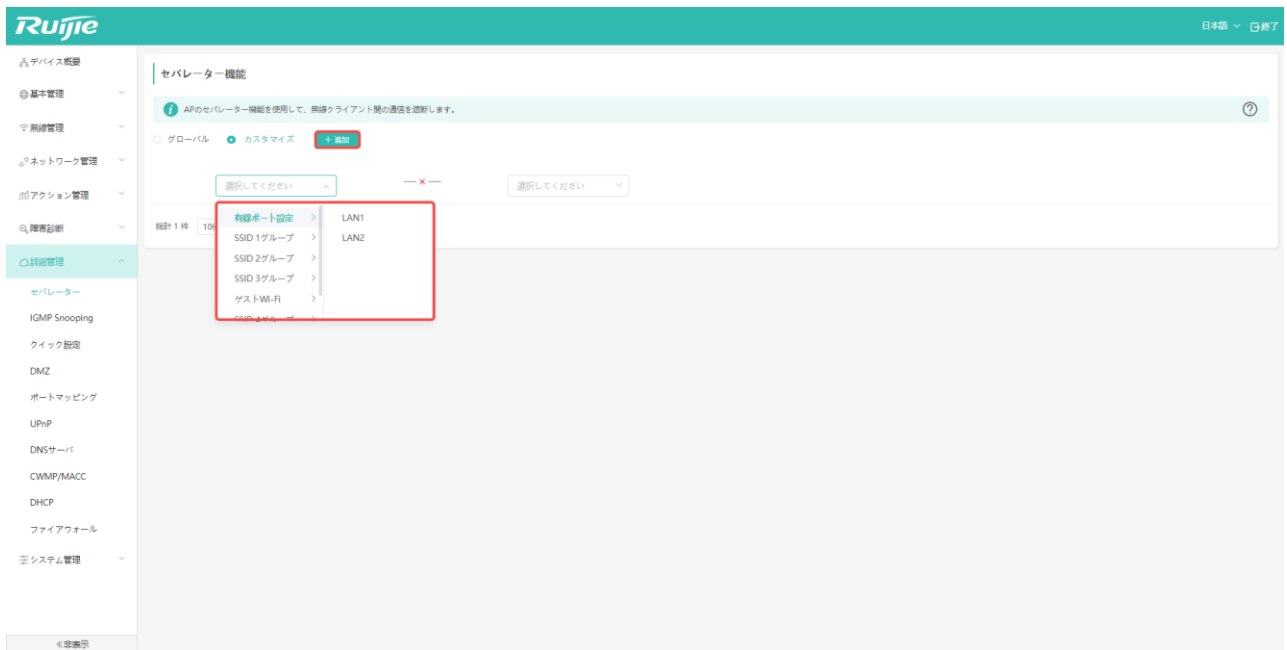 Ruijie
日本語 終了
デバイス概要
基本管理
無線管理
ネットワーク管理
アクション管理
障害診断
詳細管理
セパレーター
IGMP Snooping
クイック設定
DMZ
ポートマッピング
UPnP
DNSサーバ
CWMP/MACC
DHCP
ファイアウォール
システム管理
≪非表示
セパレーター機能
APのセパレーター機能を使用して、無線クライアント間の通信を遮断します。
グローバル カスタマイズ +追加
選択してください 選択してください
総計 1 件 10
有線ポート設定 LAN1
SSID 1グループ LAN2
SSID 2グループ
SSID 3グループ
ゲストWi-Fi